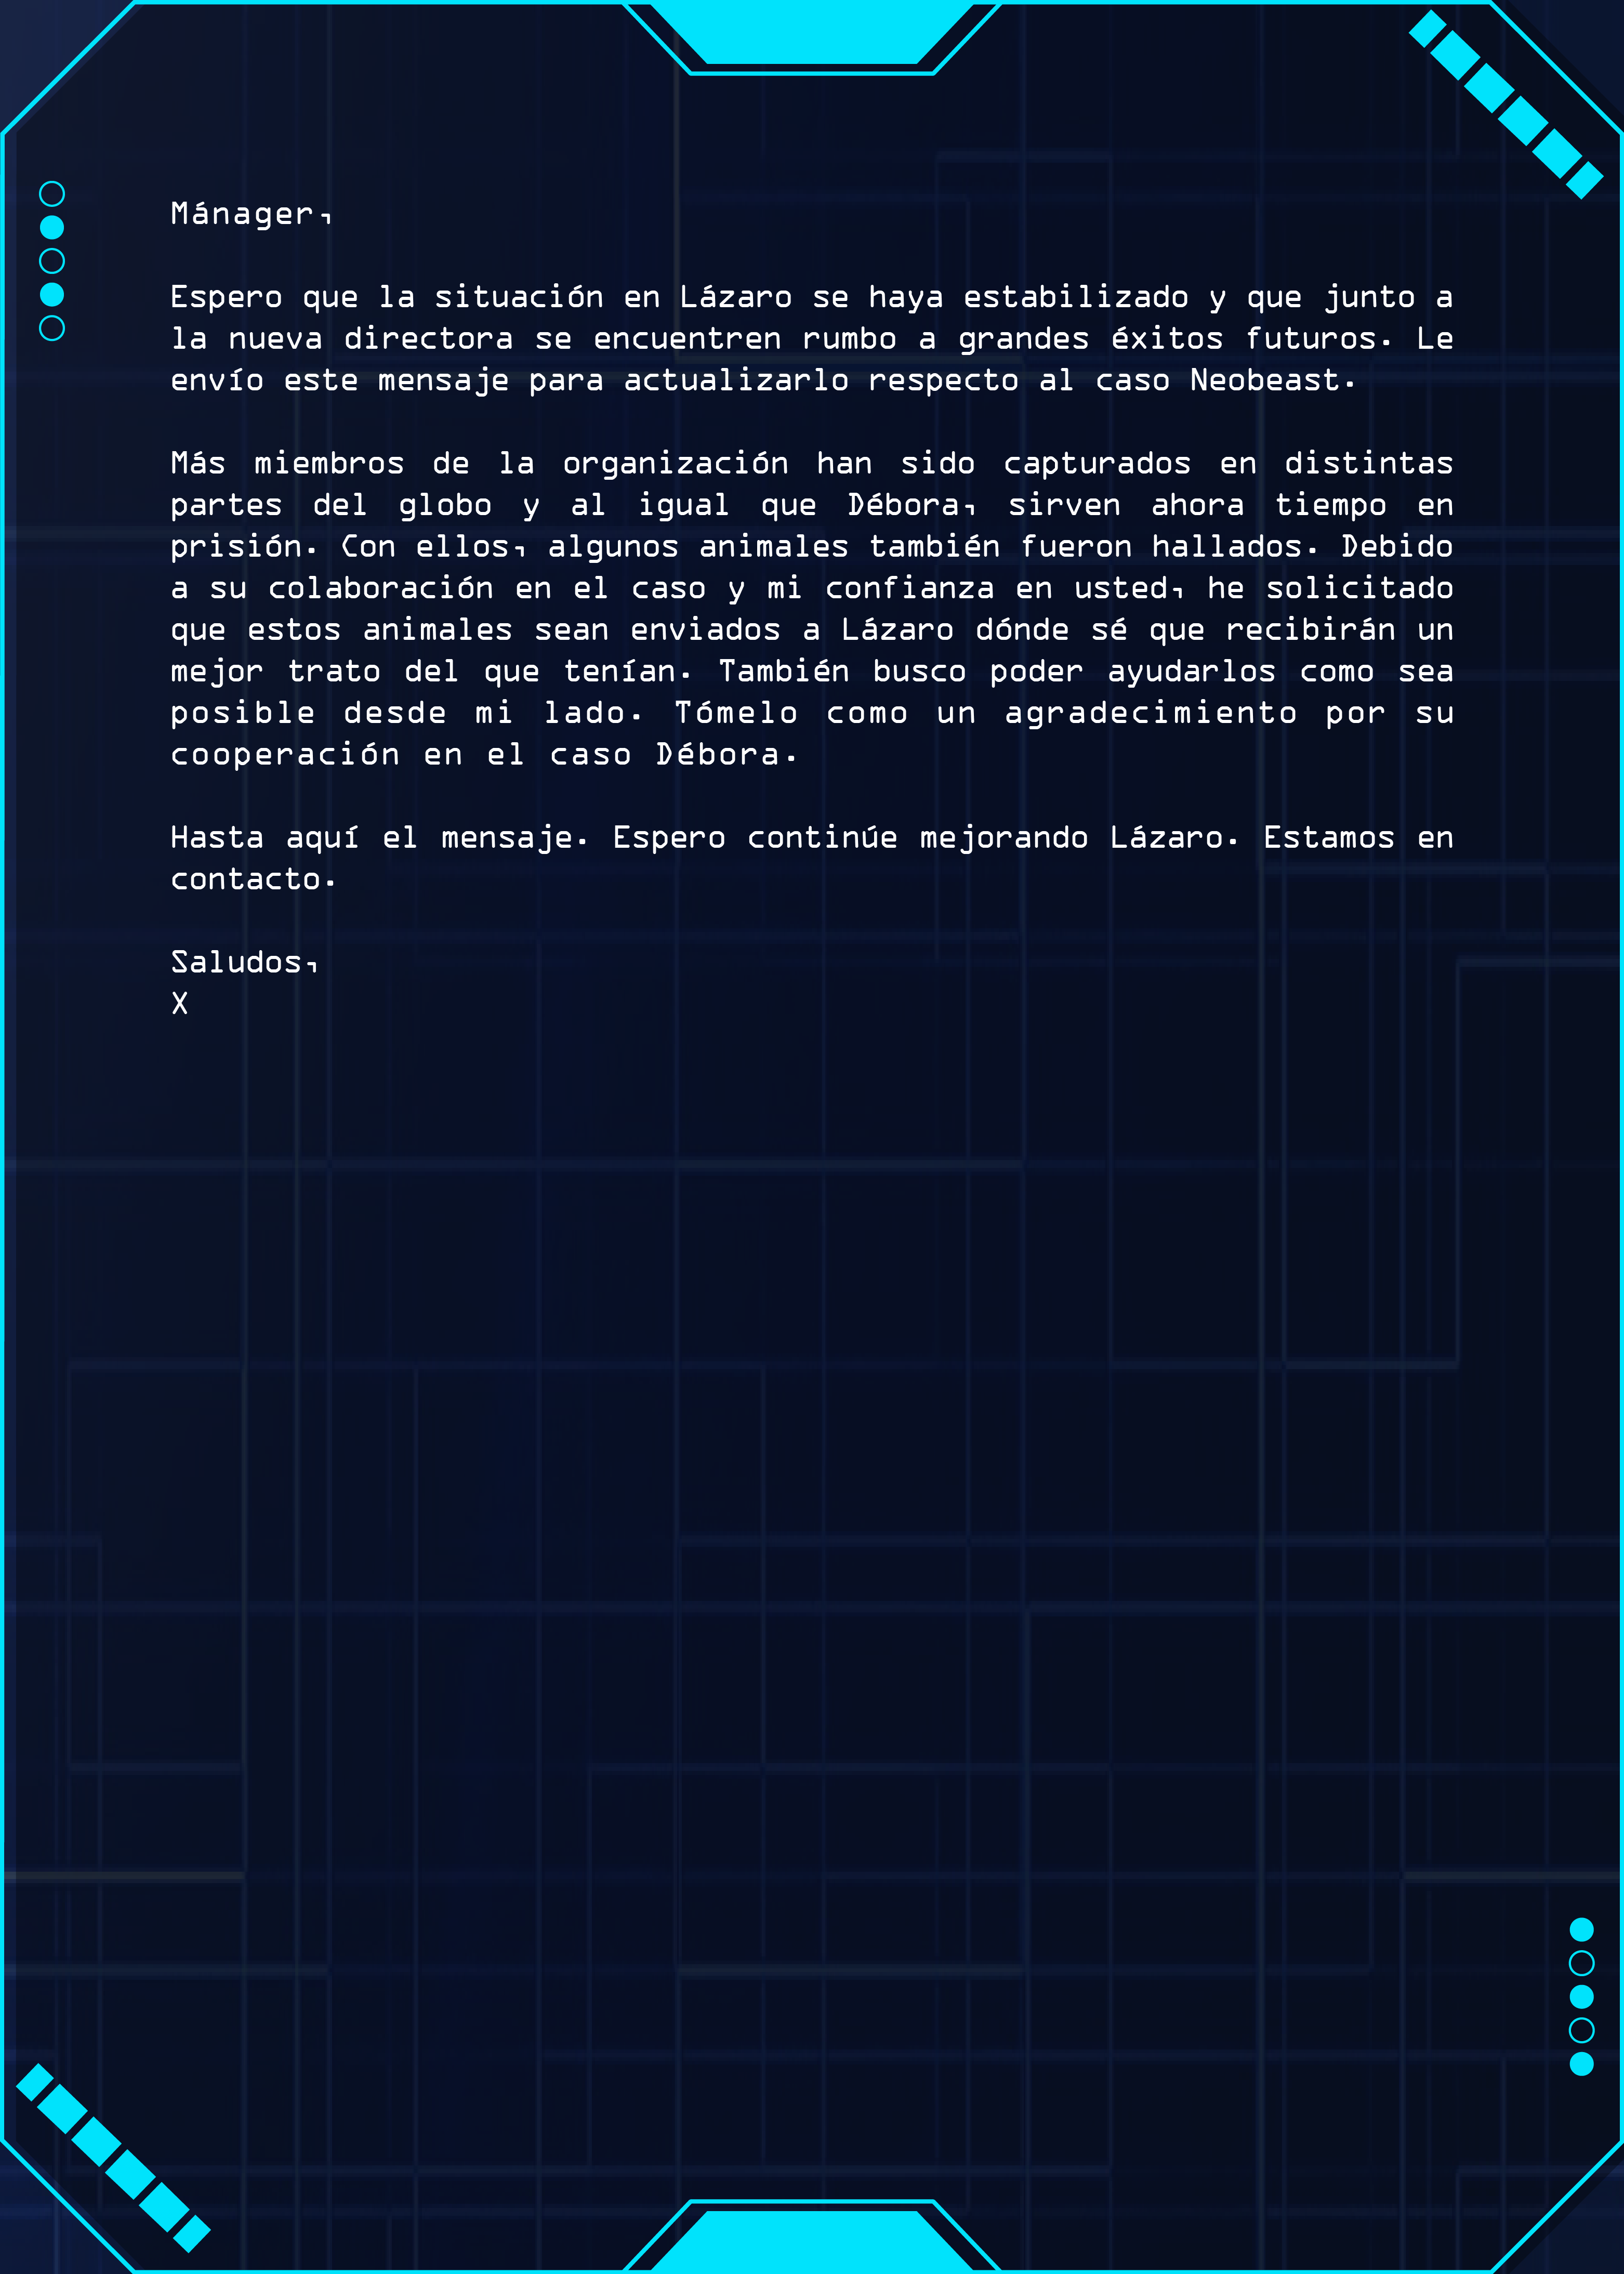 Mánager,
Espero que la situación en Lázaro se haya estabilizado y que junto a
la nueva directora se encuentren rumbo a grandes éxitos futuros. Le
envío este mensaje para actualizarlo respecto al caso Neobeast.
Más miembros de la organización han sido capturados en distintas
partes del globo y al igual que Débora, sirven ahora tiempo en
prisión. Con ellos, algunos animales también fueron hallados. Debido
a su colaboración en el caso y mi confianza en usted, he solicitado
que estos animales sean enviados a Lázaro dónde sé que recibirán un
mejor trato del que tenían. También busco poder ayudarlos como sea
posible desde mi lado. Tómelo como un agradecimiento por su
cooperación en el caso Débora.
Hasta aquí el mensaje. Espero continúe mejorando Lázaro. Estamos en
contacto.
Saludos,
X